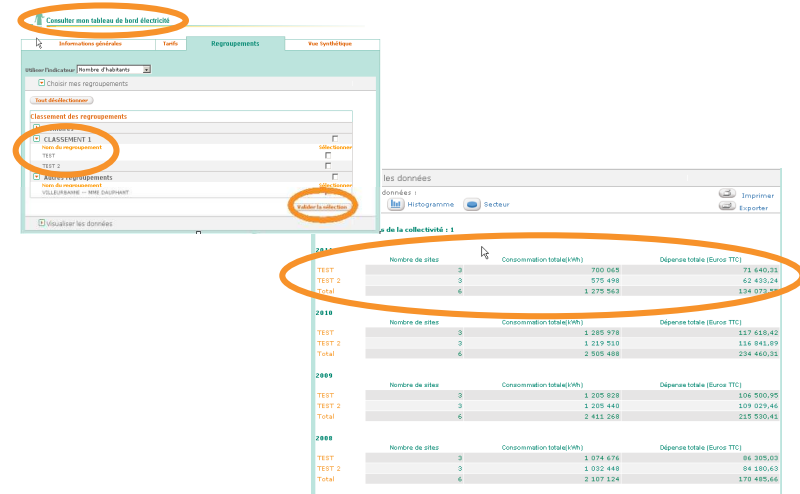 Consulter mon tableau de bord électricité
Informations générales
Tarifs
Regroupements
Vue Synthétique
Utiliser l'indicateur Nombre d'habitants
Choisir mes regroupements
Tout désélectionner
Classement des regroupements
CLASSEMENT 1
Nom du regroupement Sélectionner
TEST
TEST 2
Autres regroupements
Nom du regroupement Sélectionner
VILLEURBANNE -- MME DAUPHANT
Valider la sélection
Visualiser les données
les données
données :
Histogramme
Secteur
Imprimer
Exporter
de la collectivité : 1
Nombre de sites Consommation totale(kWh) Dépense totale (Euros TTC)
TEST 3 700 065 71 640,31
TEST 2 3 575 498 62 433,24
Total 6 1 275 563 134 073,55
2010
Nombre de sites Consommation totale(kWh) Dépense totale (Euros TTC)
TEST 3 1 285 978 117 618,42
TEST 2 3 1 219 510 116 841,89
Total 6 2 505 488 234 460,31
2009
Nombre de sites Consommation totale(kWh) Dépense totale (Euros TTC)
TEST 3 1 205 828 106 500,95
TEST 2 3 1 205 440 109 029,46
Total 6 2 411 268 215 530,41
2008
Nombre de sites Consommation totale(kWh) Dépense totale (Euros TTC)
TEST 3 1 074 676 86 305,03
TEST 2 3 1 032 448 84 180,63
Total 6 2 107 124 170 485,66